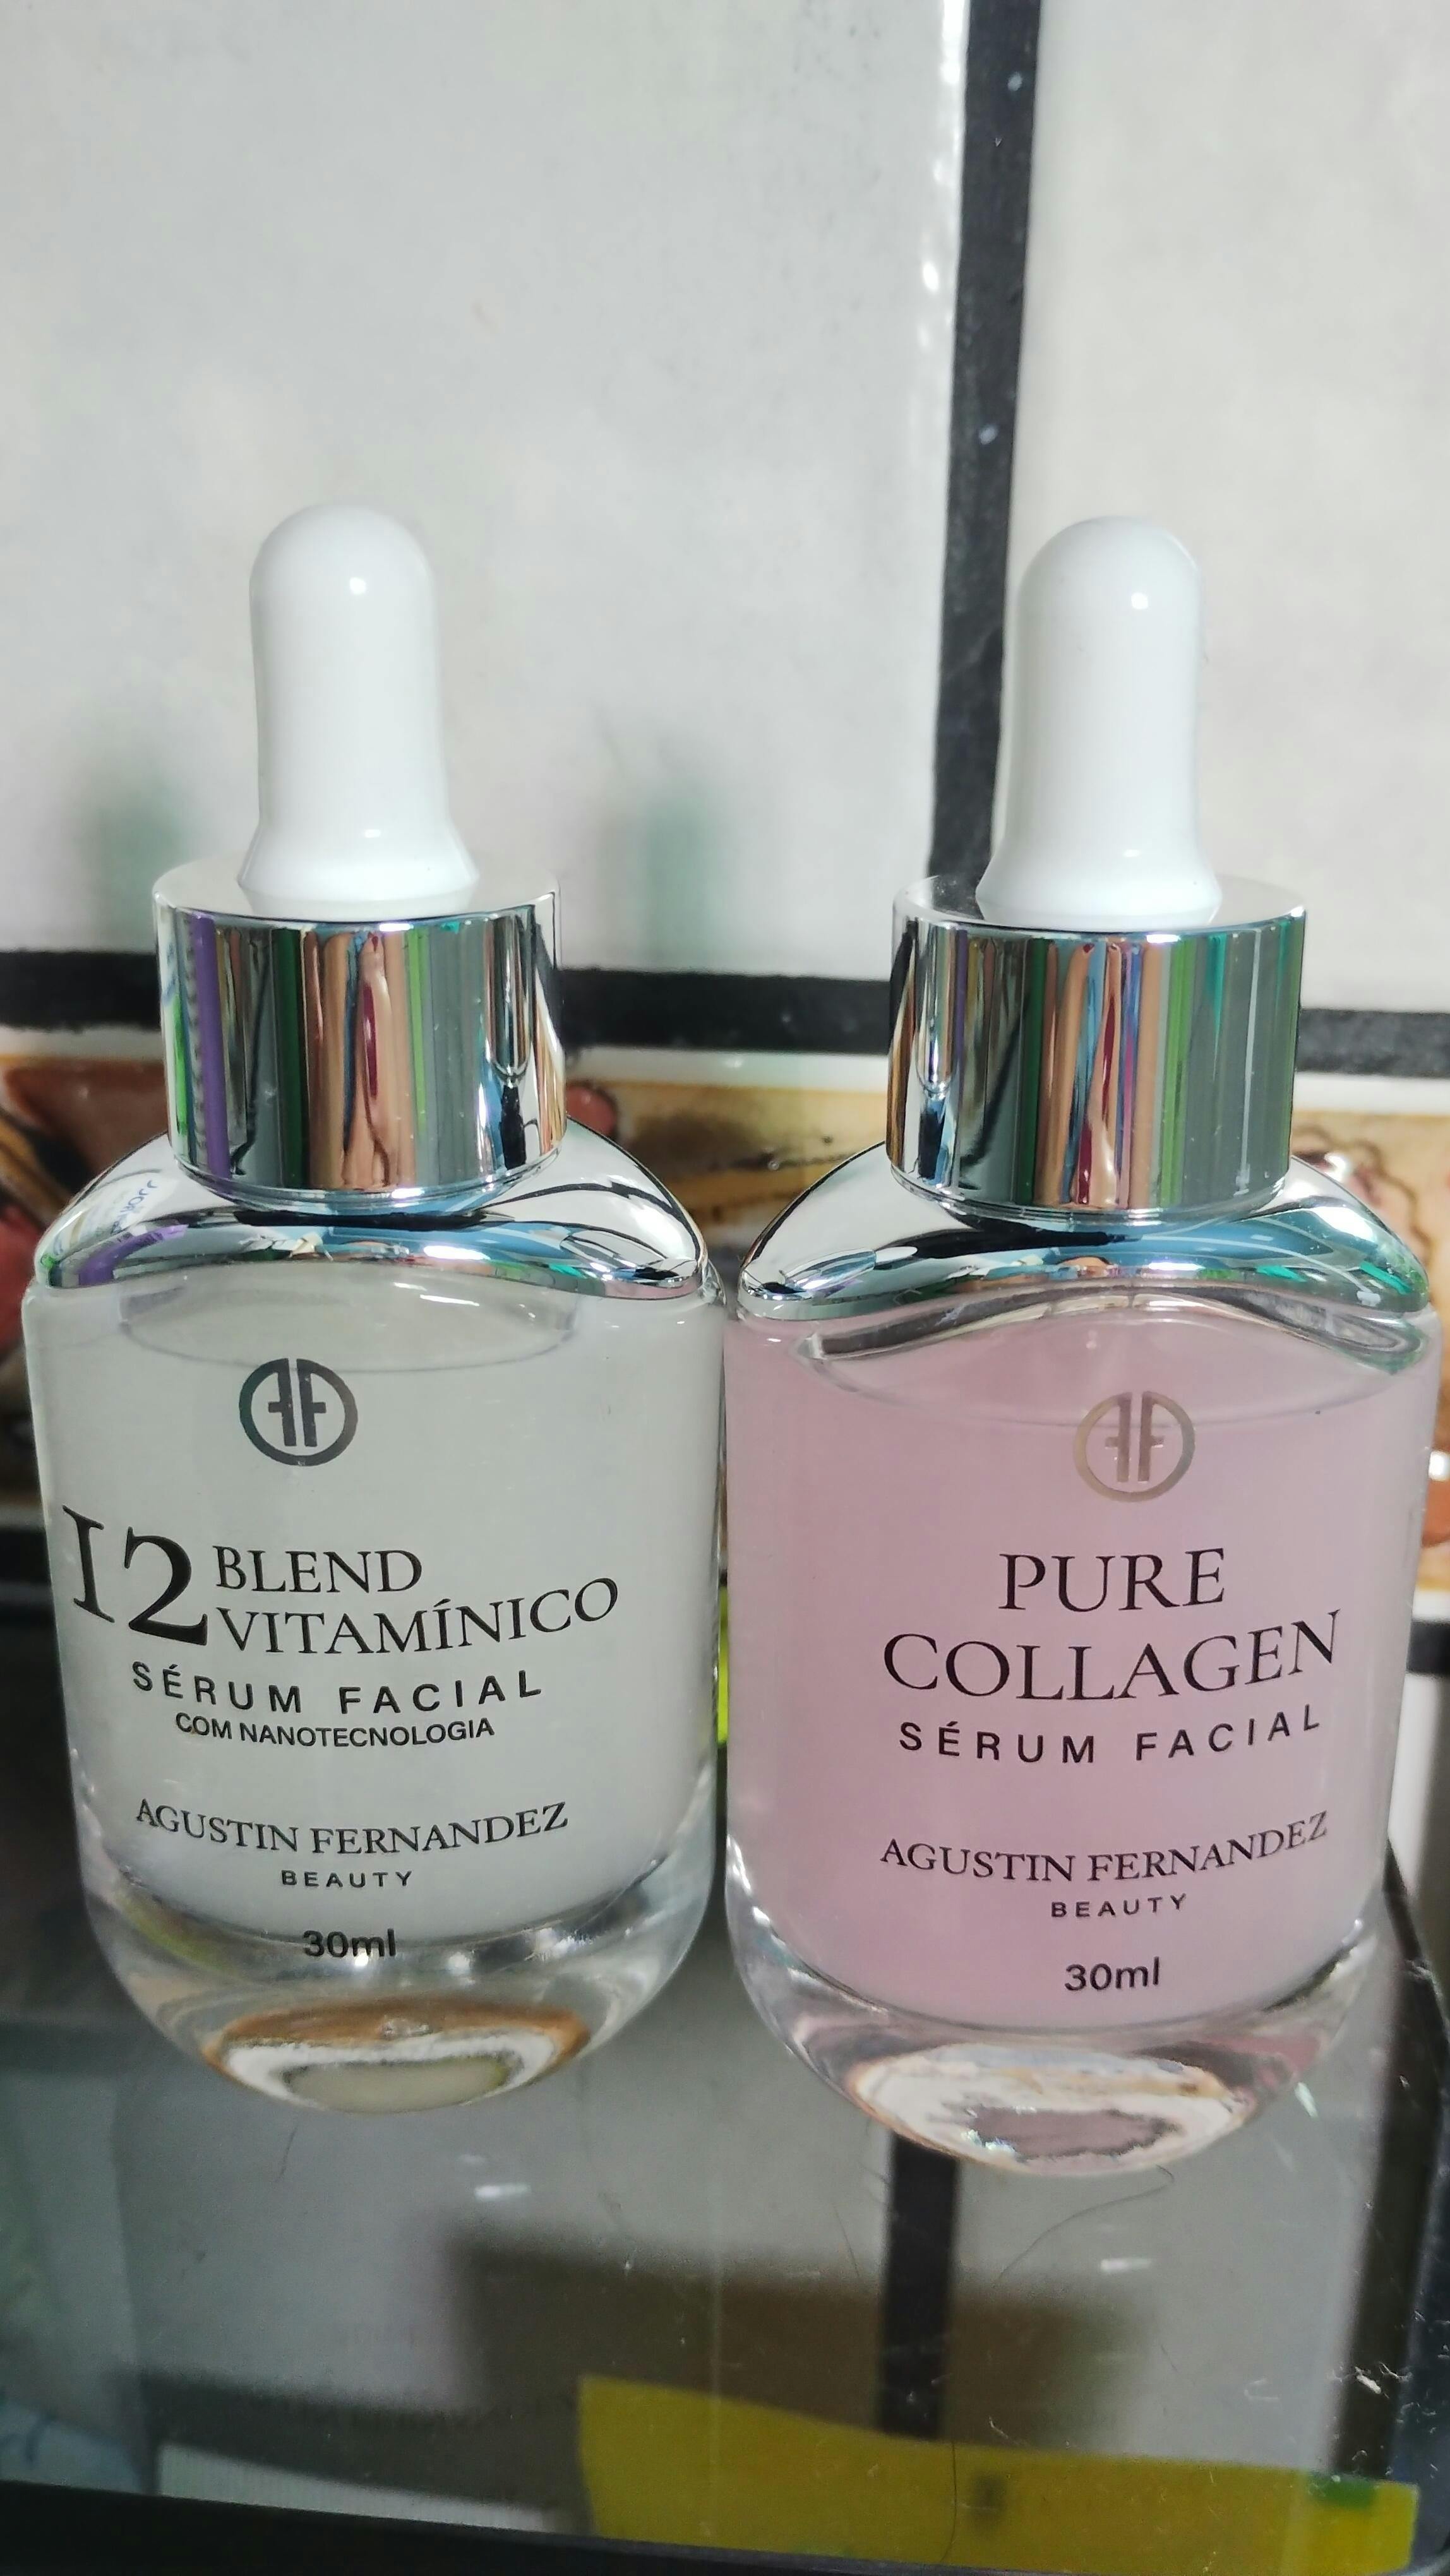 12 BLEND
VITAMÍNICO
SÉRUM FACIAL
COM NANOTECNOLOGIA
AGUSTIN FERNANDEZ
BEAUTY
30ml
PURE
COLLAGEN
SÉRUM FACIAL
AGUSTIN FERNANDEZ
BEAUTY
30ml